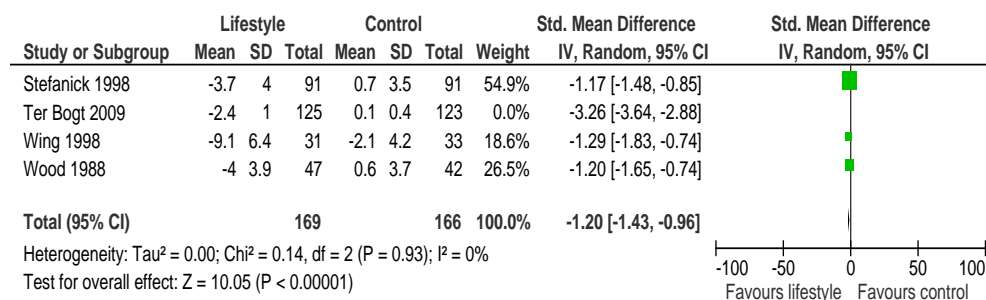 Lifestyle Control Std. Mean Difference Std. Mean Difference
Study or Subgroup Mean SD Total Mean SD Total Weight IV, Random, 95% CI IV, Random, 95% CI
Stefanick 1998 -3.7 4 91 0.7 3.5 91 54.9% -1.17 [-1.48, -0.85]
Ter Bogt 2009 -2.4 1 125 0.1 0.4 123 0.0% -3.26 [-3.64, -2.88]
Wing 1998 -9.1 6.4 31 -2.1 4.2 33 18.6% -1.29 [-1.83, -0.74]
Wood 1988 -4 3.9 47 0.6 3.7 42 26.5% -1.20 [-1.65, -0.74]
Total (95% CI) 169 166 100.0% -1.20 [-1.43, -0.96]
Heterogeneity: Tau² = 0.00; Chi² = 0.14, df = 2 (P = 0.93); I² = 0%
Test for overall effect: Z = 10.05 (P < 0.00001)
-100 -50 0 50 100
Favours lifestyle Favours control